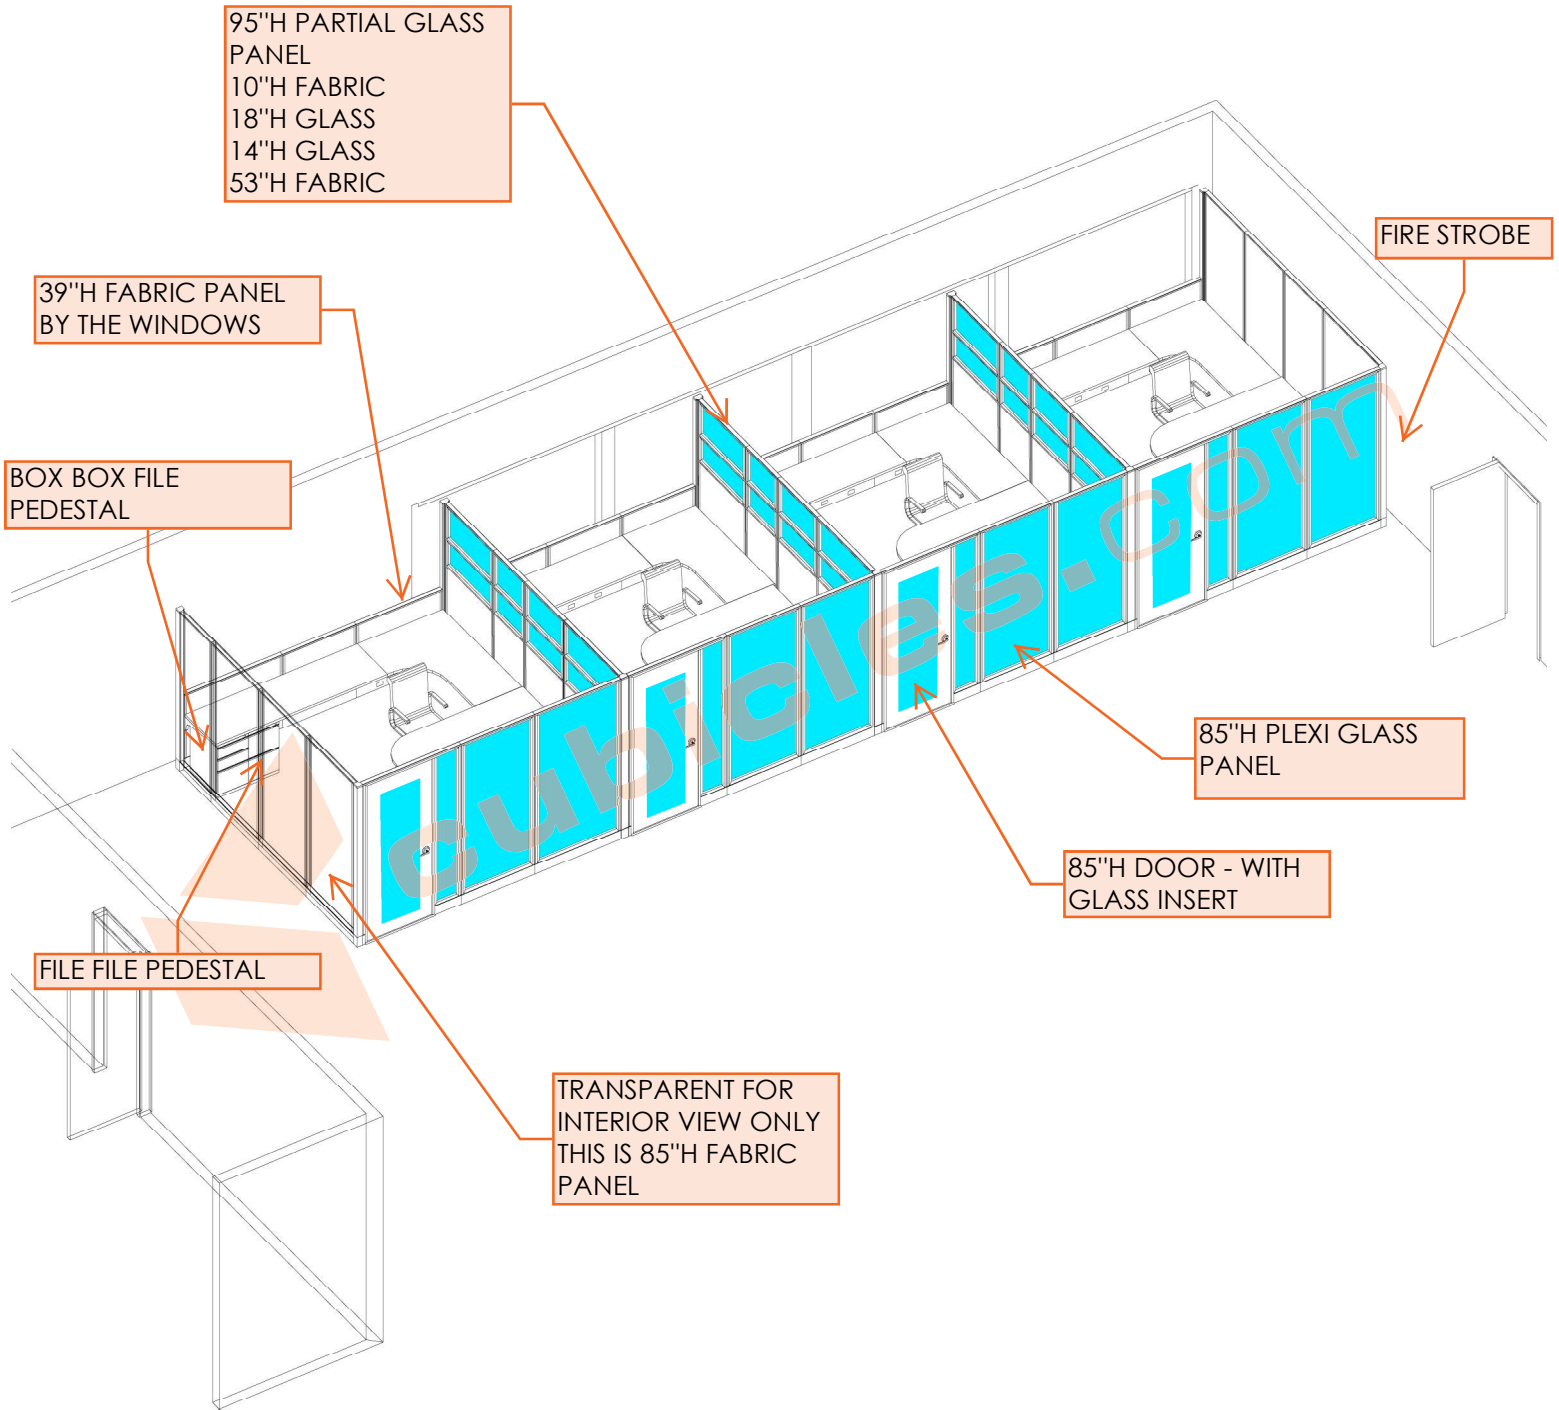 95"H PARTIAL GLASS
PANEL
10"H FABRIC
18"H GLASS
14"H GLASS
53"H FABRIC
FIRE STROBE
39"H FABRIC PANEL
BY THE WINDOWS
BOX BOX FILE
PEDESTAL
cubicles.com
85"H PLEXI GLASS
PANEL
85"H DOOR - WITH
GLASS INSERT
FILE FILE PEDESTAL
TRANSPARENT FOR
INTERIOR VIEW ONLY
THIS IS 85"H FABRIC
PANEL